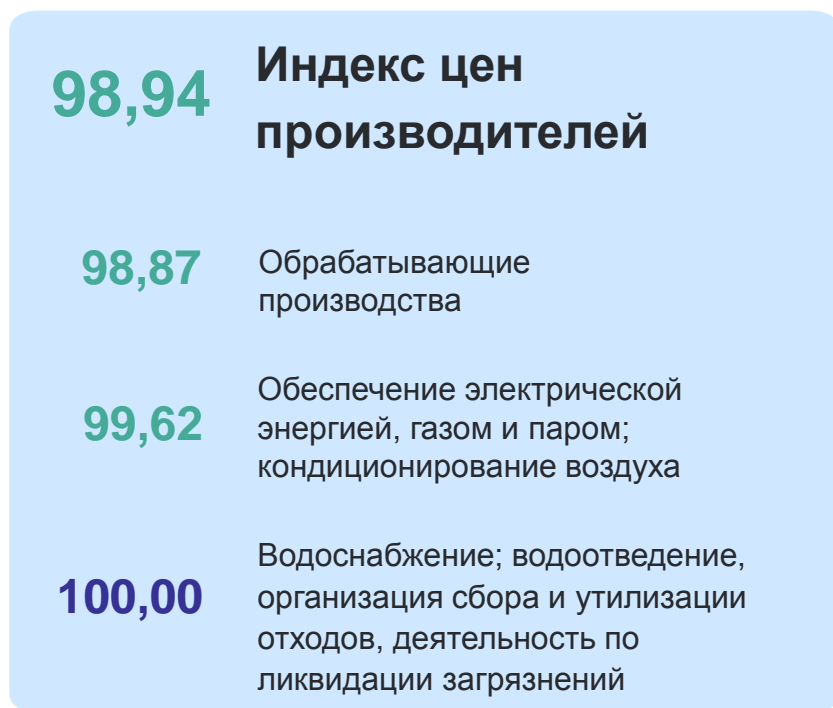 98,94
Индекс цен
производителей
98,87
Обрабатывающие
производства
99,62
Обеспечение электрической
энергией, газом и паром;
кондиционирование воздуха
100,00
Водоснабжение; водоотведение,
организация сбора и утилизации
отходов, деятельность по
ликвидации загрязнений